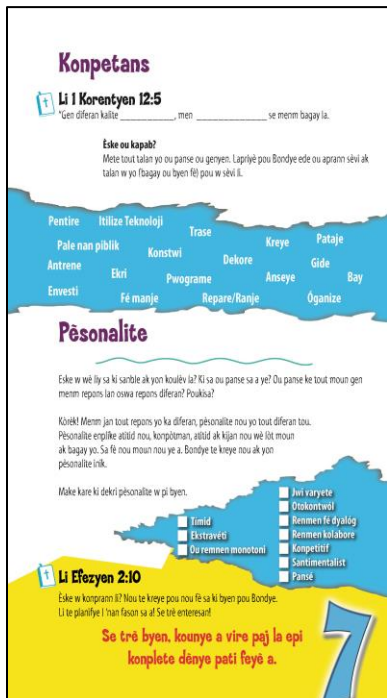 Konpetans
Li 1 Korentyen 12:5
"Gen diferan kalite __________, men _____________ se menm bagay la.
Èske ou kapab?
Mete tout talan yo ou panse ou genyen. Lapriyè pou Bondye ede ou aprann sèvi ak
talan w yo (bagay ou byen fè) pou w sèvi li.
Pentire Itilize Teknoloji Trase Kreye Pataje
Pale nan piblik Konstwi Dekore Gide
Antrene Ekri Pwograme Anseye Bay
Envesti Fé manje Repare/Ranje Óganize
Pèsonalite
Eske w wè liy sa ki sanble ak yon koulèv la? Ki sa ou panse sa a ye? Ou panse ke tout moun gen
menm repons lan oswa repons diferan? Poukisa?
Kòrèk! Menm jan tout repons yo ka diferan, pèsonalite nou yo tout diferan tou.
Pèsonalite enplike atitid nou, konpòtman, atitid ak kijan nou wè lòt moun
ak bagay yo. Sa fè nou moun nou ye a. Bondye te kreye nou ak yon
pèsonalite inik.
Make kare ki dekri pèsonalite w pi byen.
Timid
Ekstravèti
Ou remnen monotoni
Jwi varyete
Otokontwòl
Renmen fè dyalòg
Renmen kolabore
Konpetitif
Santimentalist
Pansé
Li Efezyen 2:10
Èske w konprann li? Nou te kreye pou nou fè sa ki byen pou Bondye.
Li te planifye l 'nan fason sa a! Se trè enteresan!
Se trè byen, kounye a vire paj la epi
konplete dènye pati feyè a.
7